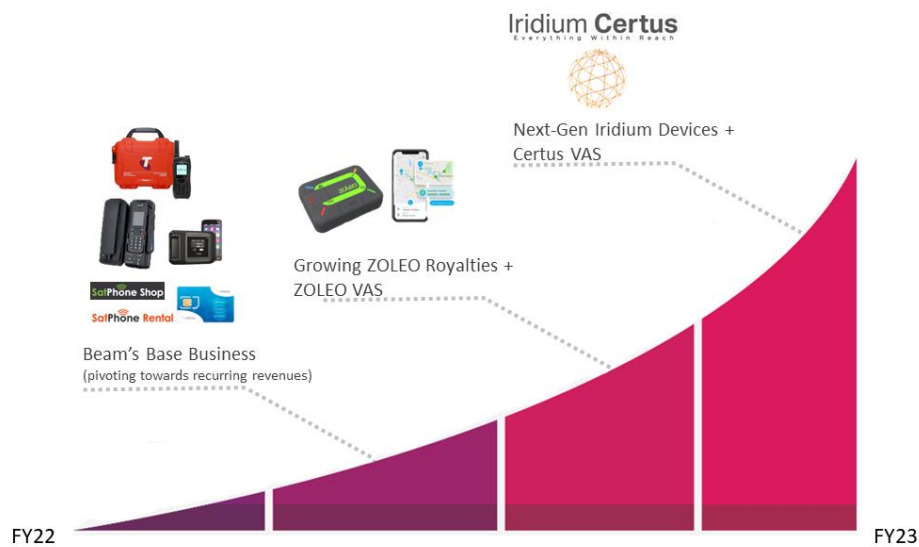 Iridium Certus
Everything Within Reach
Next-Gen Iridium Devices +
Certus VAS
zoleo
Growing ZOLEO Royalties +
ZOLEO VAS
T
SatPhone Shop
SatPhone Rental
Beam's Base Business
(pivoting towards recurring revenues)
FY22
FY23